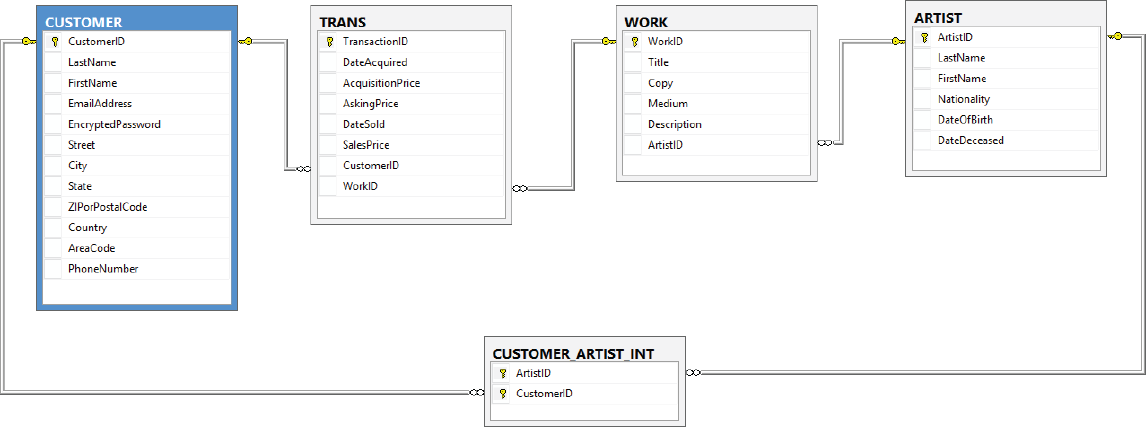 CUSTOMER
CustomerID
LastName
FirstName
EmailAddress
EncryptedPassword
Street
City
State
ZIPorPostalCode
Country
AreaCode
PhoneNumber
TRANS
TransactionID
DateAcquired
AcquisitionPrice
AskingPrice
DateSold
SalesPrice
CustomerID
WorkID
WORK
WorkID
Title
Copy
Medium
Description
ArtistID
ARTIST
ArtistID
LastName
FirstName
Nationality
DateOfBirth
DateDeceased
CUSTOMER_ARTIST_INT
ArtistID
CustomerID